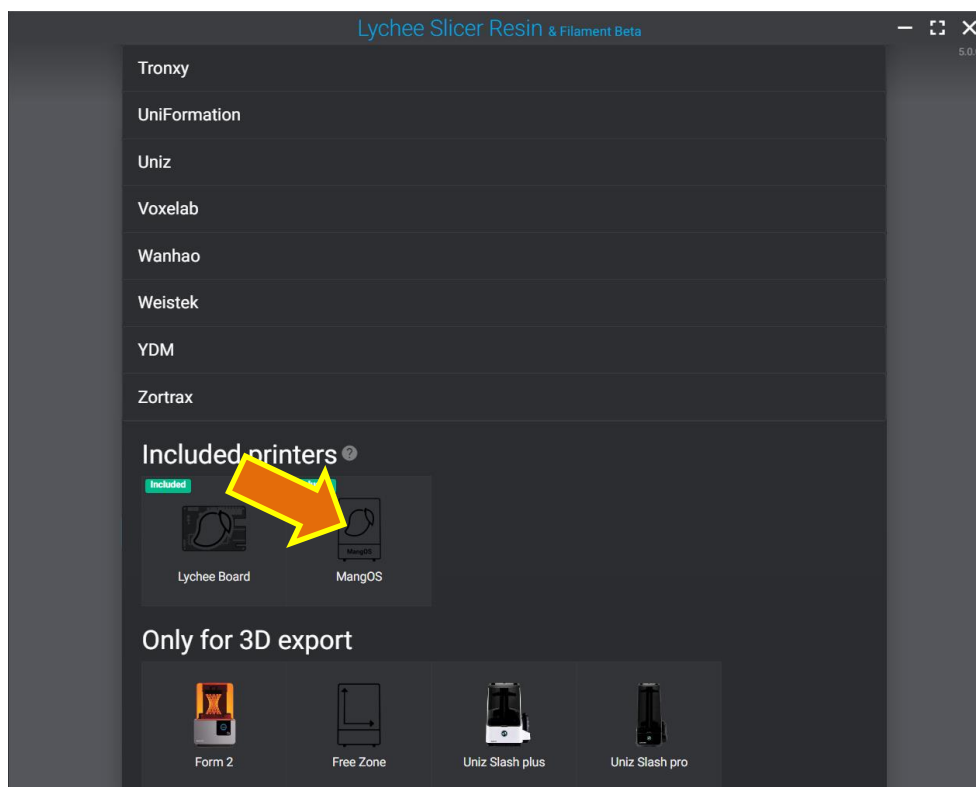 Lychee Slicer Resin & Filament Beta
5.0.
Tronxy
UniFormation
Uniz
Voxelab
Wanhao
Weistek
YDM
Zortrax
Included printers
Included
MangOS
Lychee Board
MangOS
Only for 3D export
Form 2
Free Zone
Uniz Slash plus
Uniz Slash pro